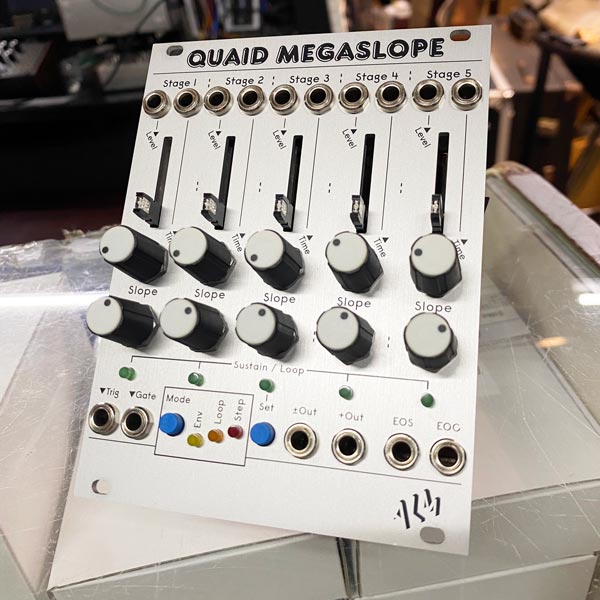 QUAID MEGASLOPE
Stage 1 Stage 2 Stage 3 Stage 4 Stage 5
▼Level ▼Level ▼Level ▼Level ▼Level
▼Time ▼Time ▼Time ▼Time ▼Time
Slope Slope Slope Slope Slope
Sustain / Loop
▼Trig ▼Gate Mode Env Loop Step Set ±Out +Out EOS EOC
ALM